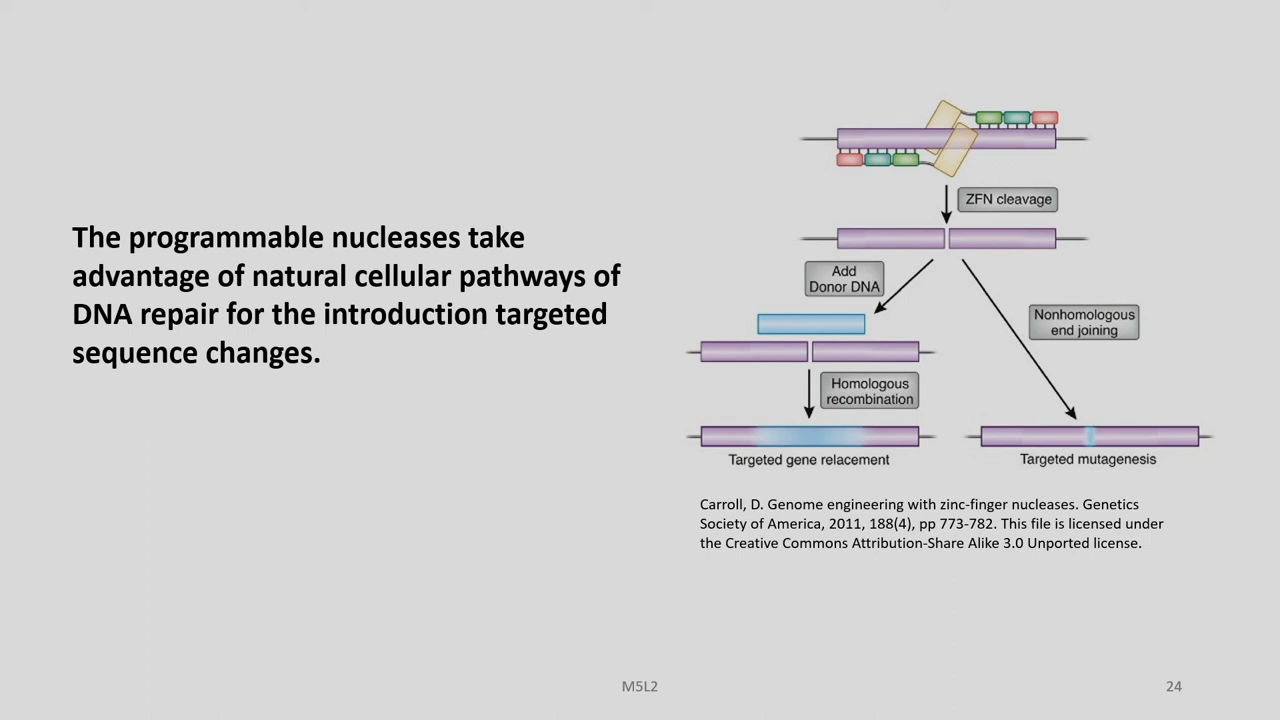 The programmable nucleases take
advantage of natural cellular pathways of
DNA repair for the introduction targeted
sequence changes.
ZFN cleavage
Add
Donor DNA
Nonhomologous
end joining
Homologous
recombination
Targeted gene relacement
Targeted mutagenesis
Carroll, D. Genome engineering with zinc-finger nucleases. Genetics
Society of America, 2011, 188(4), pp 773-782. This file is licensed under
the Creative Commons Attribution-Share Alike 3.0 Unported license.
M5L2
24